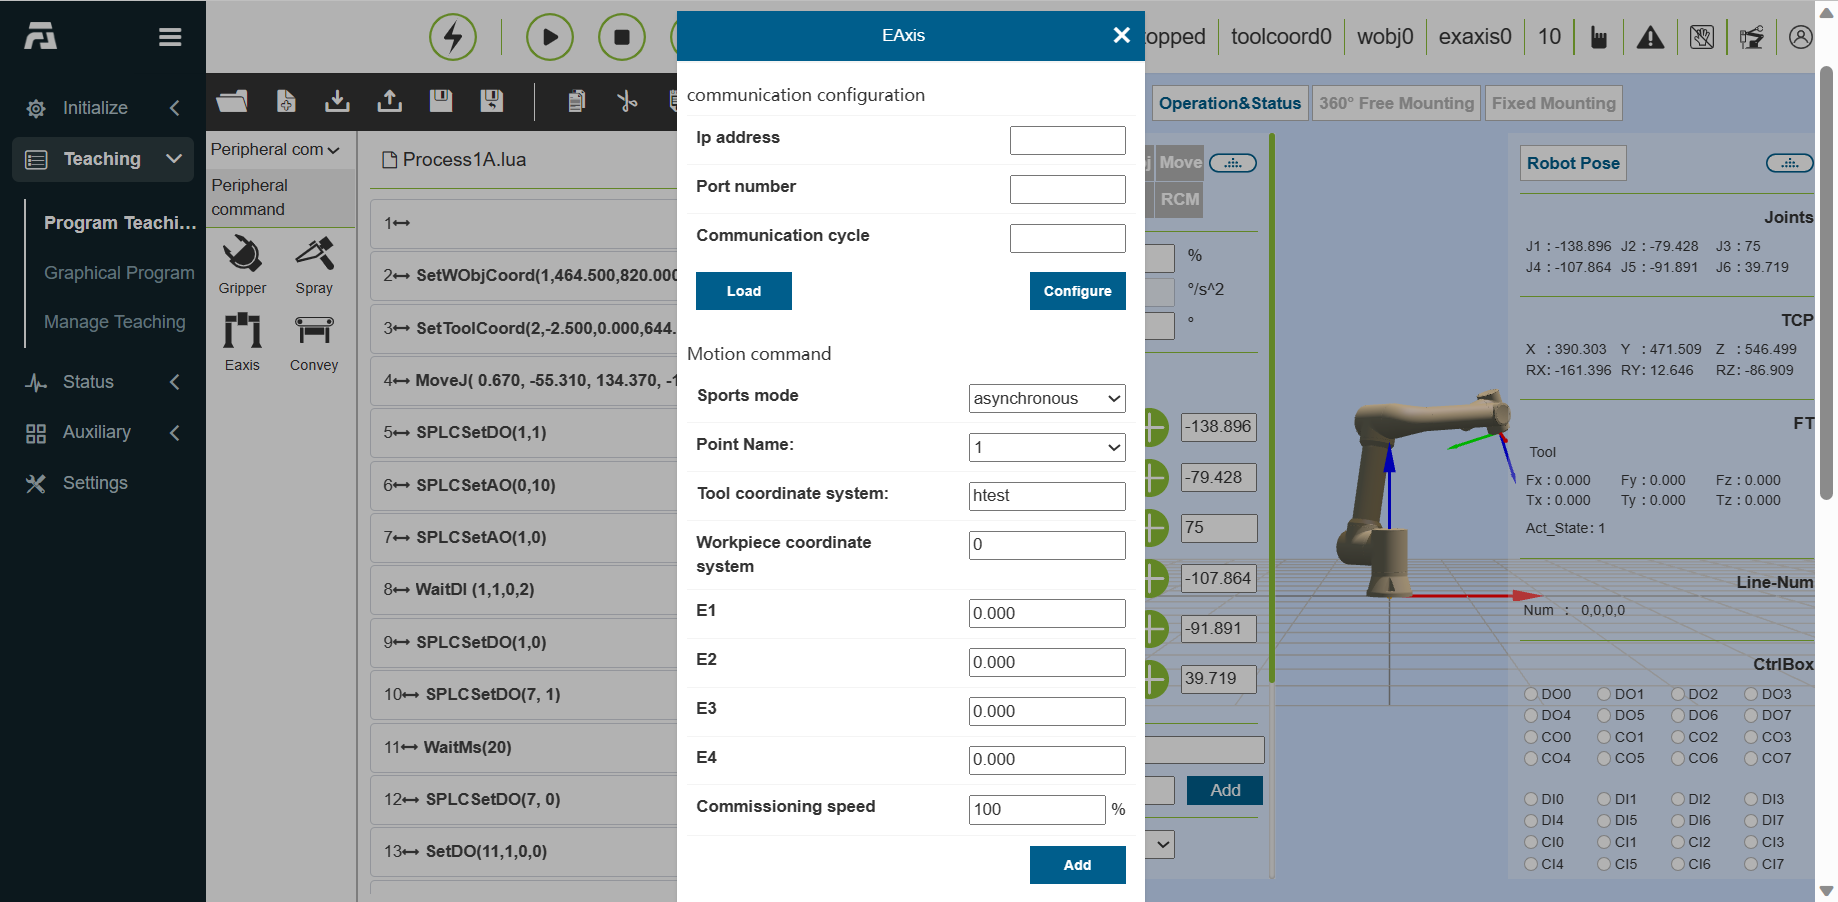 Initialize
Teaching
Program Teachi...
Graphical Program
Manage Teaching
Status
Auxiliary
Settings
opped
toolcoord0
wobj0
exaxis0
10
Peripheral com
Peripheral
command
Gripper
Spray
Eaxis
Convey
Process1A.lua
1
2 SetWObjCoord(1,464.500,820.000
3 SetToolCoord(2,-2.500,0.000,644.
4 MoveJ( 0.670, -55.310, 134.370, -1
5 SPLCSetDO(1,1)
6 SPLCSetAO(0,10)
7 SPLCSetAO(1,0)
8 WaitDI (1,1,0,2)
9 SPLCSetDO(1,0)
10 SPLCSetDO(7, 1)
11 WaitMs(20)
12 SPLCSetDO(7, 0)
13 SetDO(11,1,0,0)
EAxis
communication configuration
Ip address
Port number
Communication cycle
Load
Configure
Motion command
Sports mode
asynchronous
Point Name:
1
Tool coordinate system:
htest
Workpiece coordinate
system
0
E1
0.000
E2
0.000
E3
0.000
E4
0.000
Commissioning speed
100
%
Add
Operation&Status
360° Free Mounting
Fixed Mounting
Move
RCM
%
°/s^2
°
-138.896
-79.428
75
-107.864
-91.891
39.719
Add
Robot Pose
Joints
J1 : -138.896 J2 : -79.428 J3 : 75
J4 : -107.864 J5 : -91.891 J6 : 39.719
TCP
X : 390.303 Y : 471.509 Z : 546.499
RX: -161.396 RY: 12.646 RZ: -86.909
FT
Tool
Fx : 0.000 Fy : 0.000 Fz : 0.000
Tx : 0.000 Ty : 0.000 Tz : 0.000
Act_State: 1
Line-Num
Num : 0,0,0,0
CtrlBox
DO0 DO1 DO2 DO3
DO4 DO5 DO6 DO7
CO0 CO1 CO2 CO3
CO4 CO5 CO6 CO7
DI0 DI1 DI2 DI3
DI4 DI5 DI6 DI7
CI0 CI1 CI2 CI3
CI4 CI5 CI6 CI7